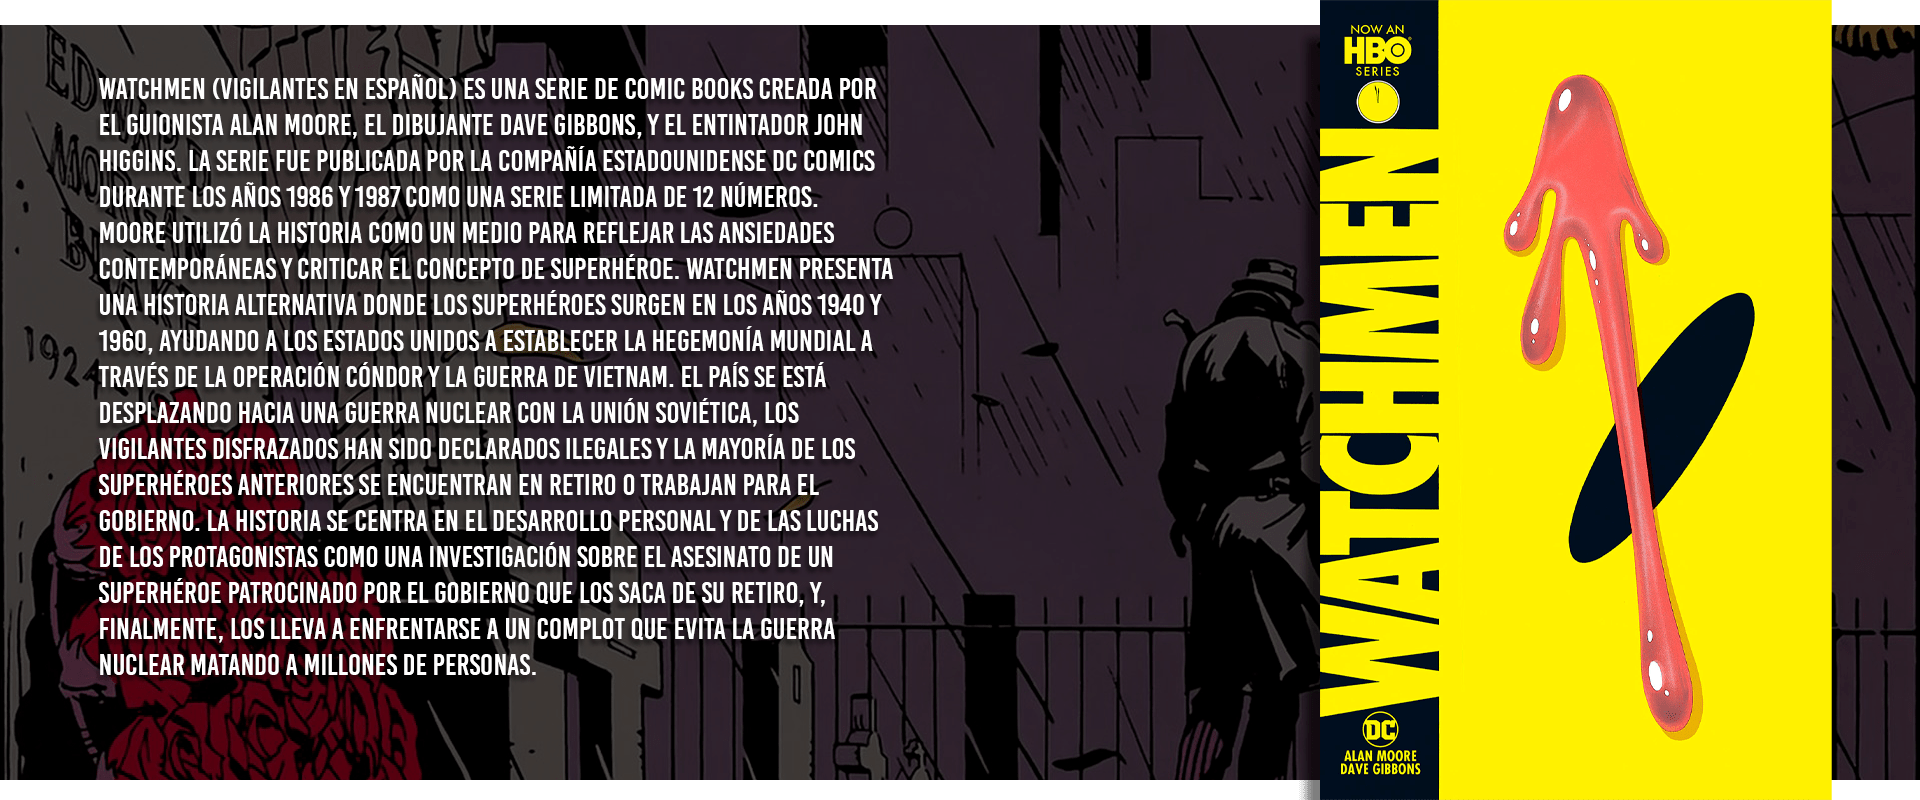 WATCHMEN (VIGILANTES EN ESPAÑOL) ES UNA SERIE DE COMIC BOOKS CREADA POR
EL GUIONISTA ALAN MOORE, EL DIBUJANTE DAVE GIBBONS, Y EL ENTINTADOR JOHN
HIGGINS. LA SERIE FUE PUBLICADA POR LA COMPAÑÍA ESTADOUNIDENSE DC COMICS
DURANTE LOS AÑOS 1986 Y 1987 COMO UNA SERIE LIMITADA DE 12 NÚMEROS.
MOORE UTILIZÓ LA HISTORIA COMO UN MEDIO PARA REFLEJAR LAS ANSIEDADES
CONTEMPORÁNEAS Y CRITICAR EL CONCEPTO DE SUPERHÉROE. WATCHMEN PRESENTA
UNA HISTORIA ALTERNATIVA DONDE LOS SUPERHÉROES SURGEN EN LOS AÑOS 1940 Y
1960, AYUDANDO A LOS ESTADOS UNIDOS A ESTABLECER LA HEGEMONÍA MUNDIAL A
TRAVÉS DE LA OPERACIÓN CÓNDOR Y LA GUERRA DE VIETNAM. EL PAÍS SE ESTÁ
DESPLAZANDO HACIA UNA GUERRA NUCLEAR CON LA UNIÓN SOVIÉTICA, LOS
VIGILANTES DISFRAZADOS HAN SIDO DECLARADOS ILEGALES Y LA MAYORÍA DE LOS
SUPERHÉROES ANTERIORES SE ENCUENTRAN EN RETIRO O TRABAJAN PARA EL
GOBIERNO. LA HISTORIA SE CENTRA EN EL DESARROLLO PERSONAL Y DE LAS LUCHAS
DE LOS PROTAGONISTAS COMO UNA INVESTIGACIÓN SOBRE EL ASESINATO DE UN
SUPERHÉROE PATROCINADO POR EL GOBIERNO QUE LOS SACA DE SU RETIRO, Y,
FINALMENTE, LOS LLEVA A ENFRENTARSE A UN COMPLOT QUE EVITA LA GUERRA
NUCLEAR MATANDO A MILLONES DE PERSONAS.
1924
NOW AN
HBO
SERIES
WATCHMEN
DC
ALAN MOORE
DAVE GIBBONS